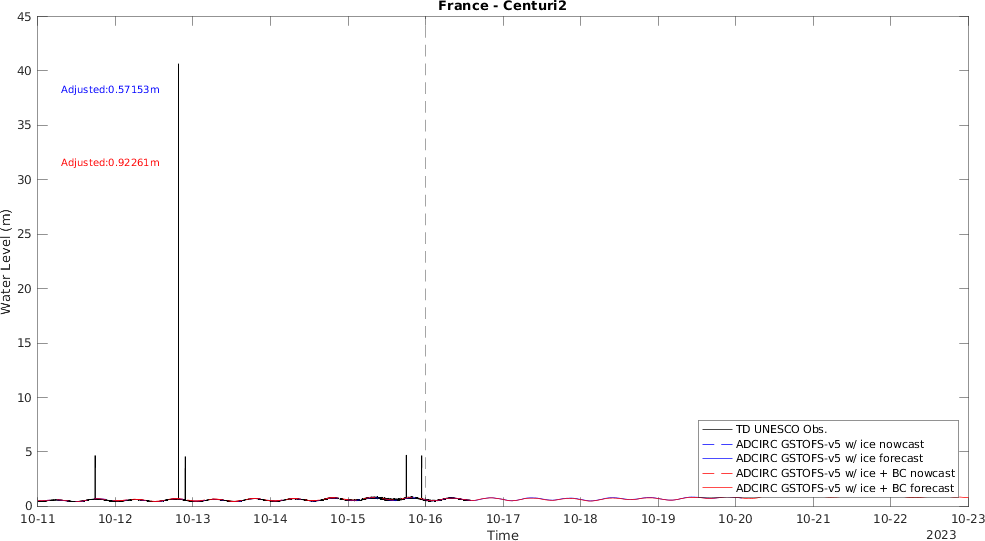 France - Centuri2
45
40
35
30
25
20
15
10
5
0
Water Level (m)
Adjusted:0.57153m
Adjusted:0.92261m
TD UNESCO Obs.
ADCIRC GSTOFS-v5 w/ ice nowcast
ADCIRC GSTOFS-v5 w/ ice forecast
ADCIRC GSTOFS-v5 w/ ice + BC nowcast
ADCIRC GSTOFS-v5 w/ ice + BC forecast
10-11 10-12 10-13 10-14 10-15 10-16 10-17 10-18 10-19 10-20 10-21 10-22 10-23
Time
2023